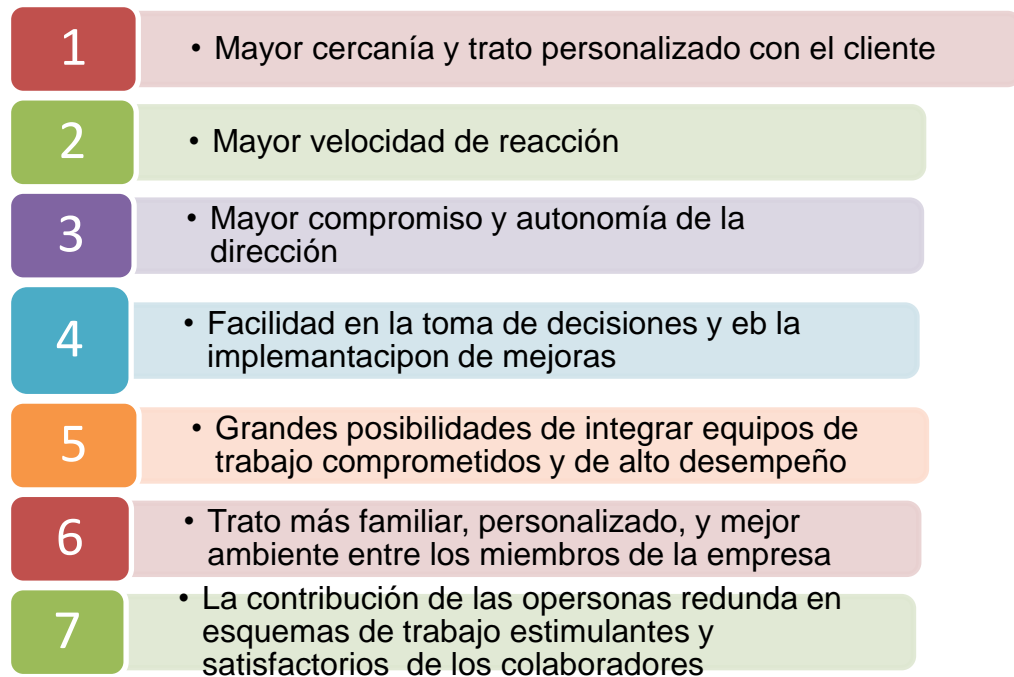 1
• Mayor cercanía y trato personalizado con el cliente
2
• Mayor velocidad de reacción
3
• Mayor compromiso y autonomía de la
dirección
4
• Facilidad en la toma de decisiones y eb la
implemantacipon de mejoras
5
• Grandes posibilidades de integrar equipos de
trabajo comprometidos y de alto desempeño
6
• Trato más familiar, personalizado, y mejor
ambiente entre los miembros de la empresa
7
• La contribución de las opersonas redunda en
esquemas de trabajo estimulantes y
satisfactorios  de los colaboradores